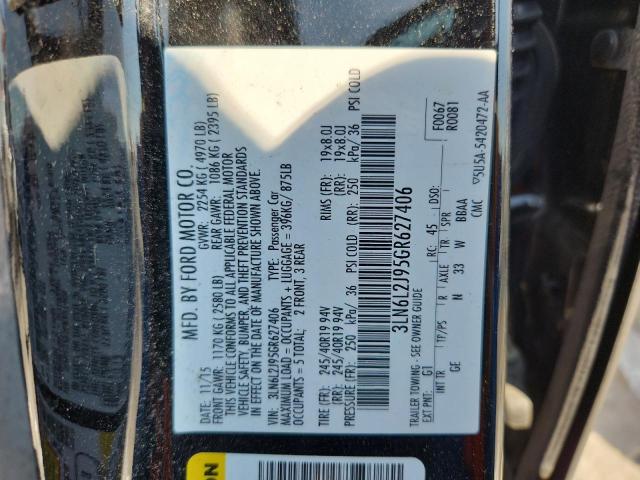 MFD. BY FORD MOTOR CO.
DATE: 11/15 GVWR: 2254 KG ( 4970 LB)
FRONT GAWR: 1170 KG ( 2580 LB) REAR GAWR: 1086 KG ( 2395 LB)
THIS VEHICLE CONFORMS TO ALL APPLICABLE FEDERAL MOTOR
VEHICLE SAFETY, BUMPER, AND THEFT PREVENTION STANDARDS
IN EFFECT ON THE DATE OF MANUFACTURE SHOWN ABOVE.
VIN: 3LN6L2J95GR627406 TYPE: Passenger Car
MAXIMUM LOAD = OCCUPANTS + LUGGAGE = 396KG / 875LB
OCCUPANTS = 5 TOTAL: 2 FRONT, 3 REAR
TIRE (FR): 245/40R19 94V RIMS (FR): 19x8.0J
(RR): 245/40R19 94V (RR): 19x8.0J
PRESSURE (FR): 250 kPa/ 36 PSI COLD (RR): 250 kPa/ 36 PSI COLD
3LN6L2J95GR627406
TRAILER TOWING - SEE OWNER GUIDE
EXT PNT: G1 RC: 45 DSO: F0067
R0081
INT TR TP/PS R AXLE TR SPR
GE N 33 W BBAA
CMC
▽5U5A-5420472-AA
ON